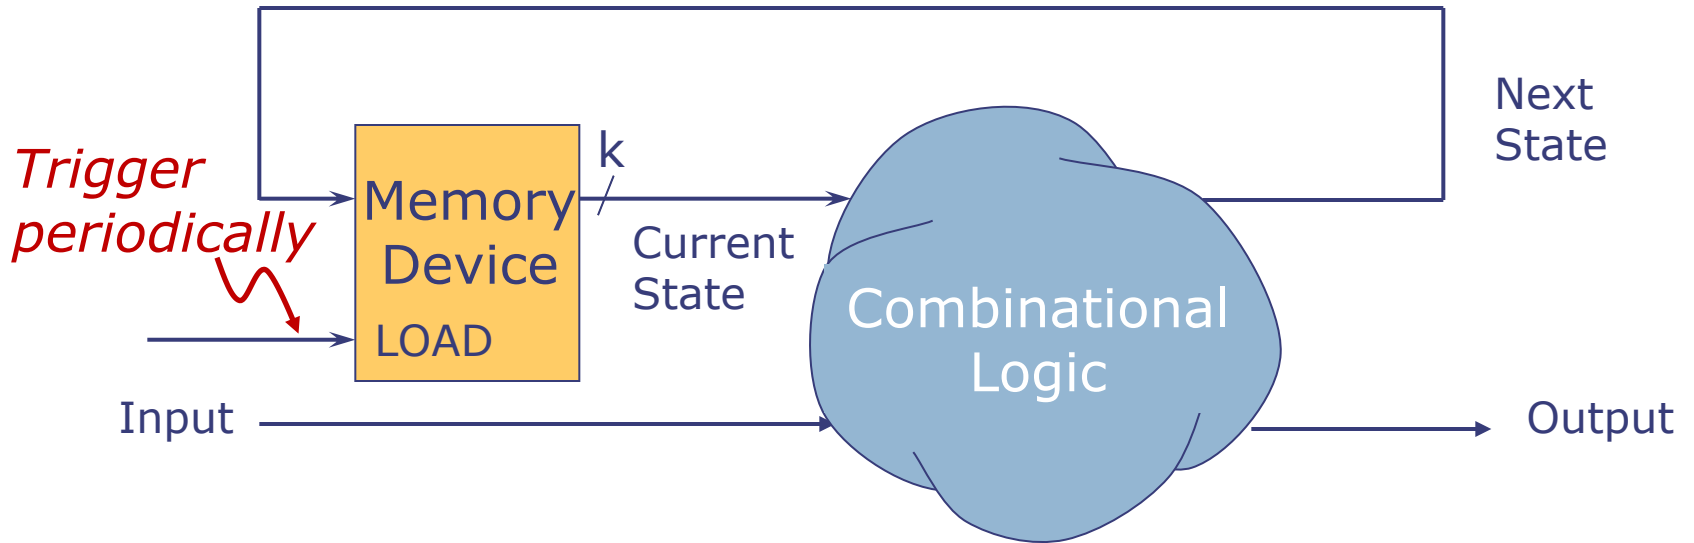 Trigger
periodically
Memory
Device
LOAD
k
Current
State
Combinational
Logic
Next
State
Input
Output